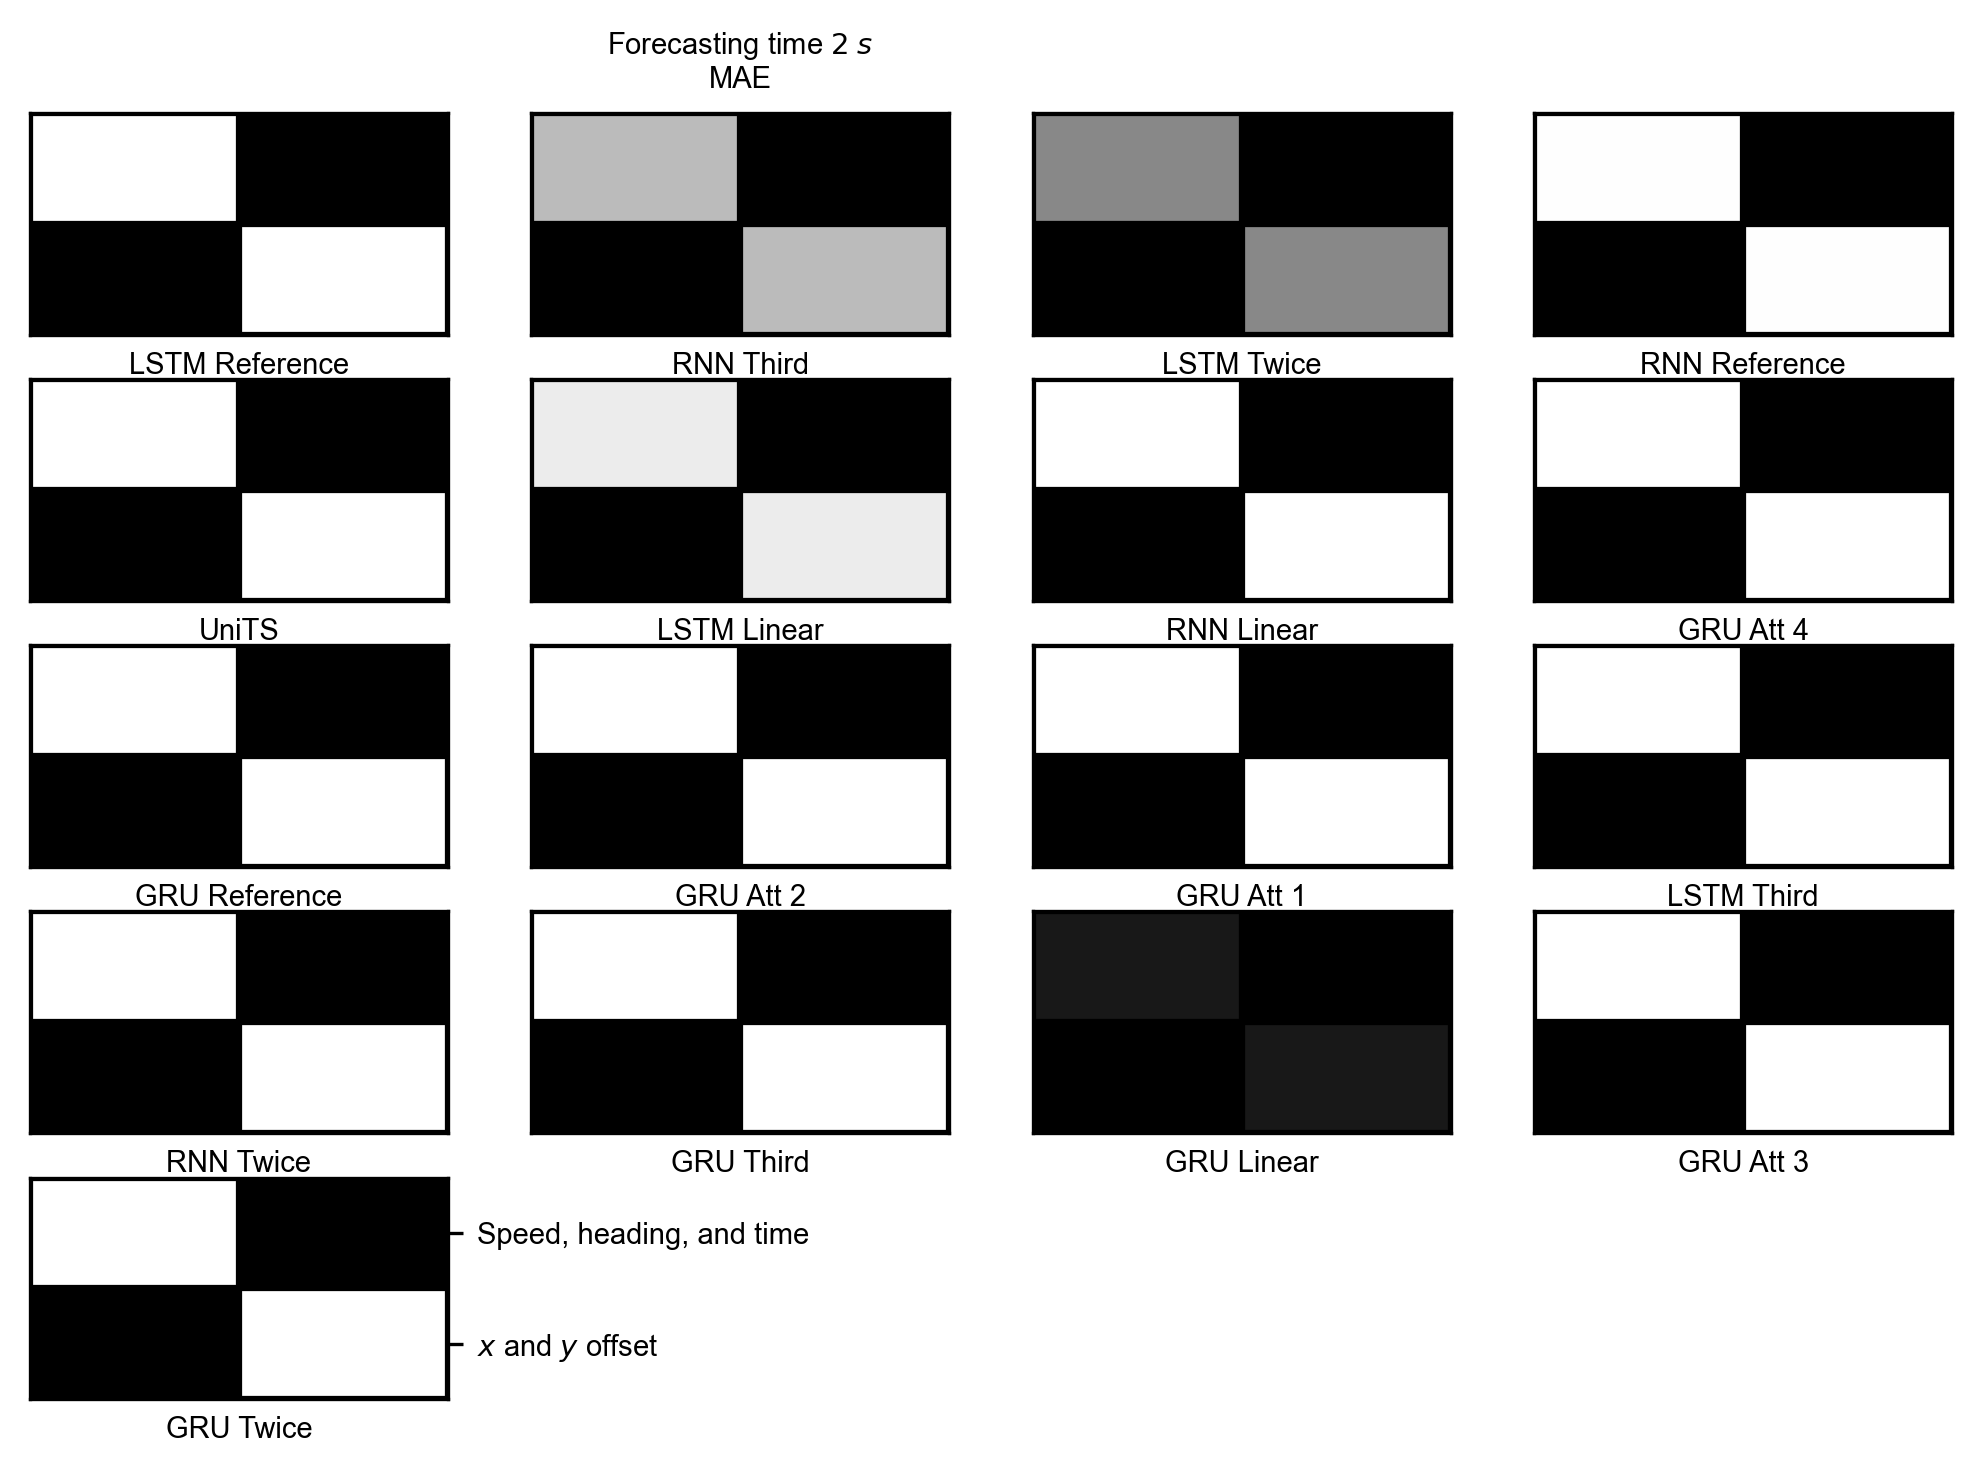 Forecasting time 2 s
MAE
LSTM Reference
RNN Third
LSTM Twice
RNN Reference
UniTS
LSTM Linear
RNN Linear
GRU Att 4
GRU Reference
GRU Att 2
GRU Att 1
LSTM Third
RNN Twice
GRU Third
GRU Linear
GRU Att 3
Speed, heading, and time
x and y offset
GRU Twice